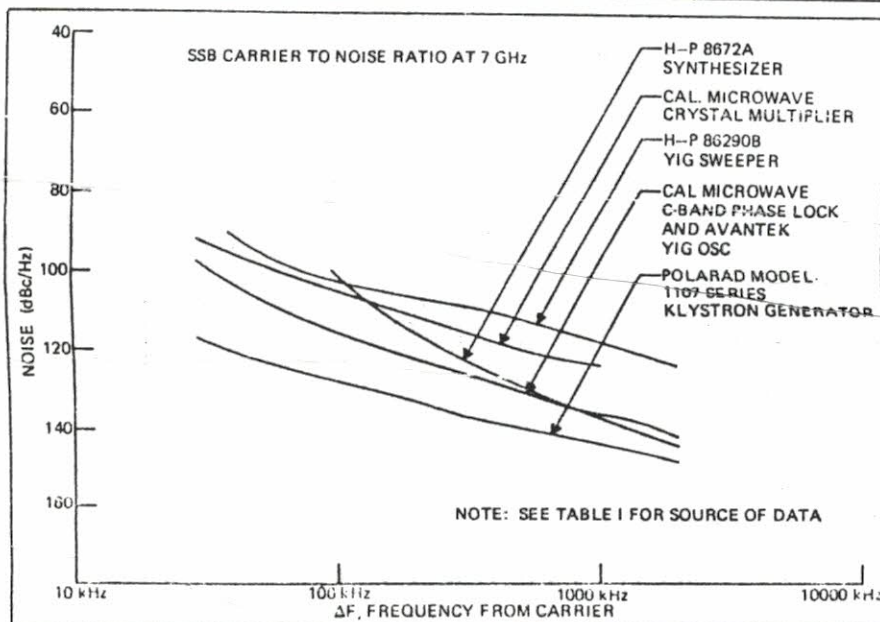 SSB CARRIER TO NOISE RATIO AT 7 GHz
H-P 8672A
SYNTHESIZER
CAL. MICROWAVE
CRYSTAL MULTIPLIER
H-P 86290B
YIG SWEEPER
CAL MICROWAVE
C-BAND PHASE LOCK
AND AVANTEK
YIG OSC
POLARAD MODEL
1107 SERIES
KLYSTRON GENERATOR
NOISE (dBc/Hz)
40
60
80
100
120
140
160
NOTE: SEE TABLE I FOR SOURCE OF DATA
10 kHz
100 kHz
1000 kHz
10000 kHz
ΔF, FREQUENCY FROM CARRIER